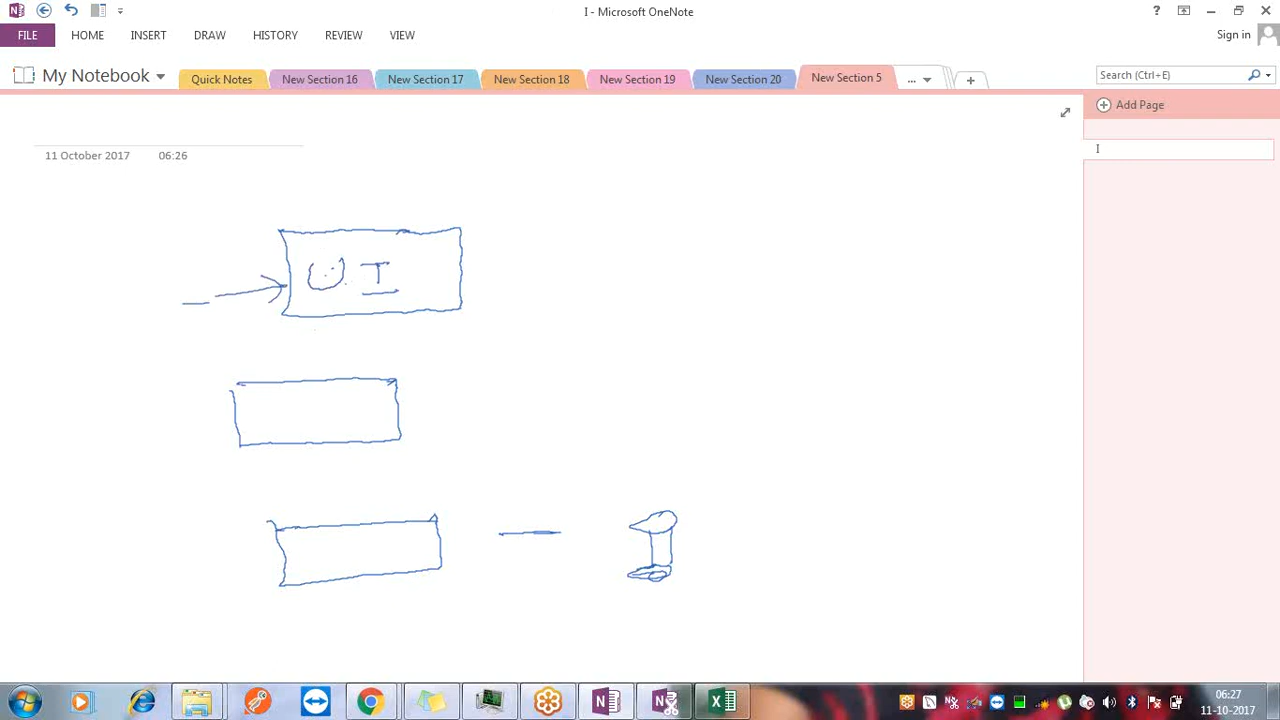 I - Microsoft OneNote
?
FILE HOME INSERT DRAW HISTORY REVIEW VIEW
Sign in
My Notebook
Quick Notes New Section 16 New Section 17 New Section 18 New Section 19 New Section 20 New Section 5 ...
Search (Ctrl+E)
Add Page
I
11 October 2017 06:26
UI
06:27
11-10-2017